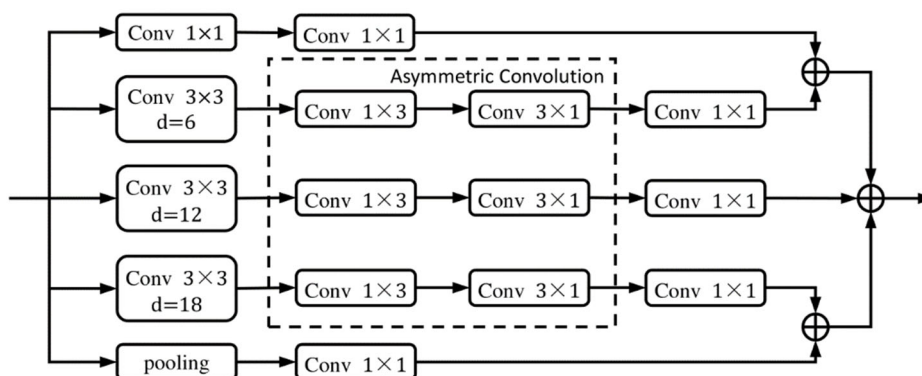 Conv 1×1
Conv 1×1
Asymmetric Convolution
Conv 3×3
d=6
Conv 1×3
Conv 3×1
Conv 1×1
Conv 3×3
d=12
Conv 1×3
Conv 3×1
Conv 1×1
Conv 3×3
d=18
Conv 1×3
Conv 3×1
Conv 1×1
pooling
Conv 1×1